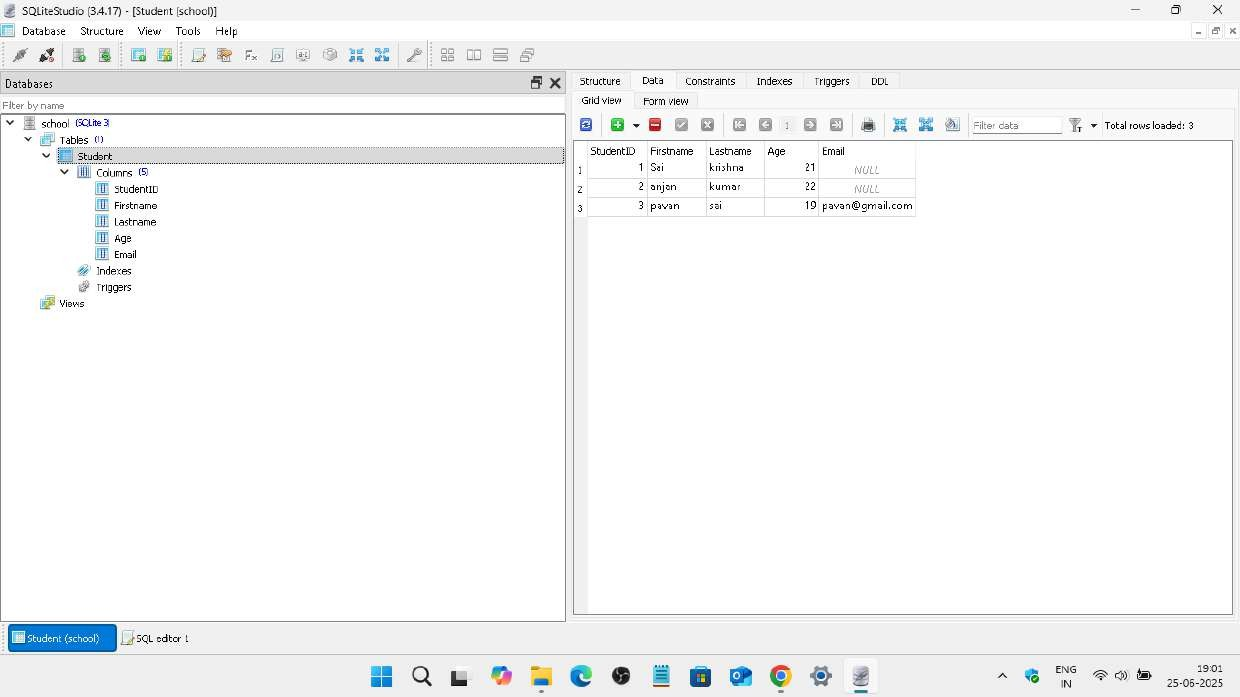 SQLiteStudio (3.4.17) - [Student (school)]
Database Structure View Tools Help
Databases
Filter by name
school (SQLite 3)
Tables (1)
Student
Columns (5)
StudentID
Firstname
Lastname
Age
Email
Indexes
Triggers
Views
Structure Data Constraints Indexes Triggers DDL
Grid view Form view
1 Filter data Total rows loaded: 3
StudentID Firstname Lastname Age Email
1 1 Sai krishna 21 NULL
2 2 anjan kumar 22 NULL
3 3 pavan sai 19 pavan@gmail.com
Student (school) SQL editor 1
ENG
IN
19:01
25-06-2025